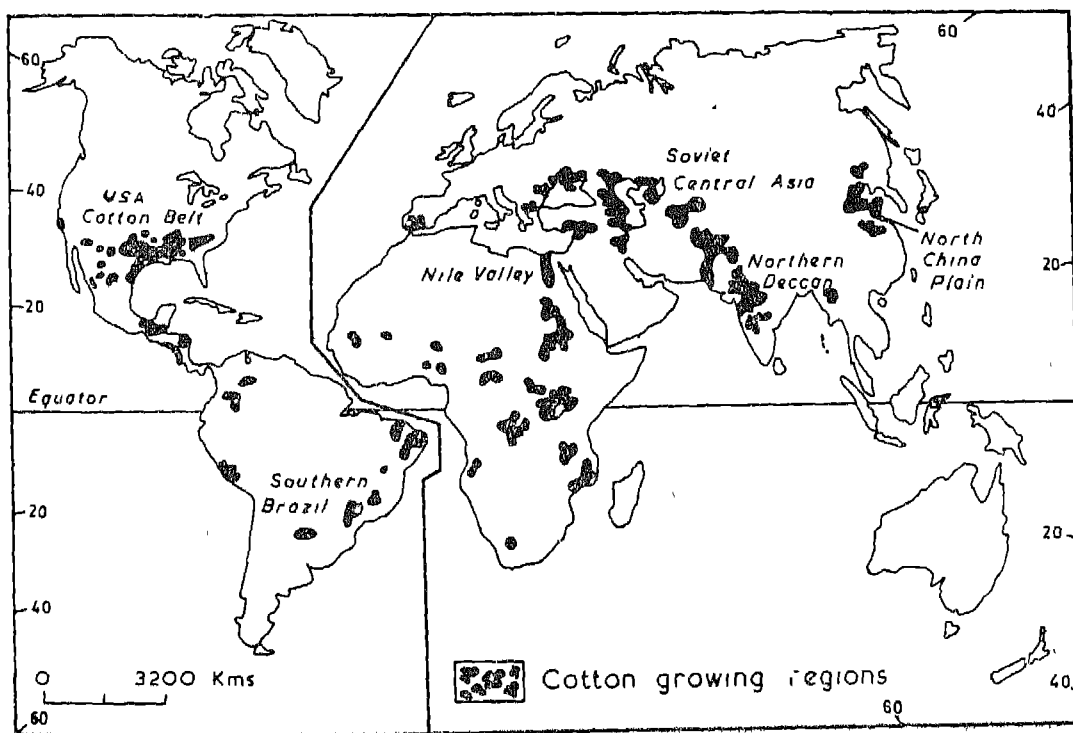 60
60
40
40
USA
Cotton Belt
Soviet
Central Asia
North
China
Plain
Nile Valley
Northern
Deccan
20
20
Equator
Southern
Brazil
20
20
40
0 3200 Kms
Cotton growing regions
40
60
60